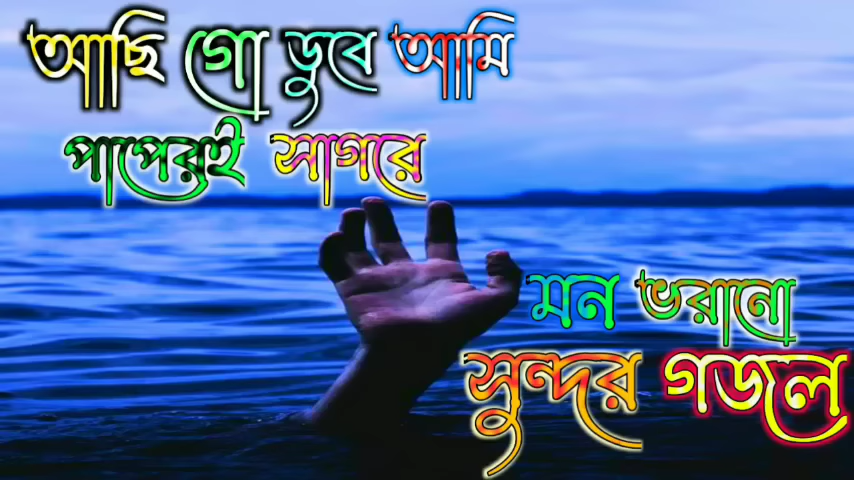 আছি গো ডুবে আমি
পাপেরই সাগরে
মন ভরানো
সুন্দর গজল